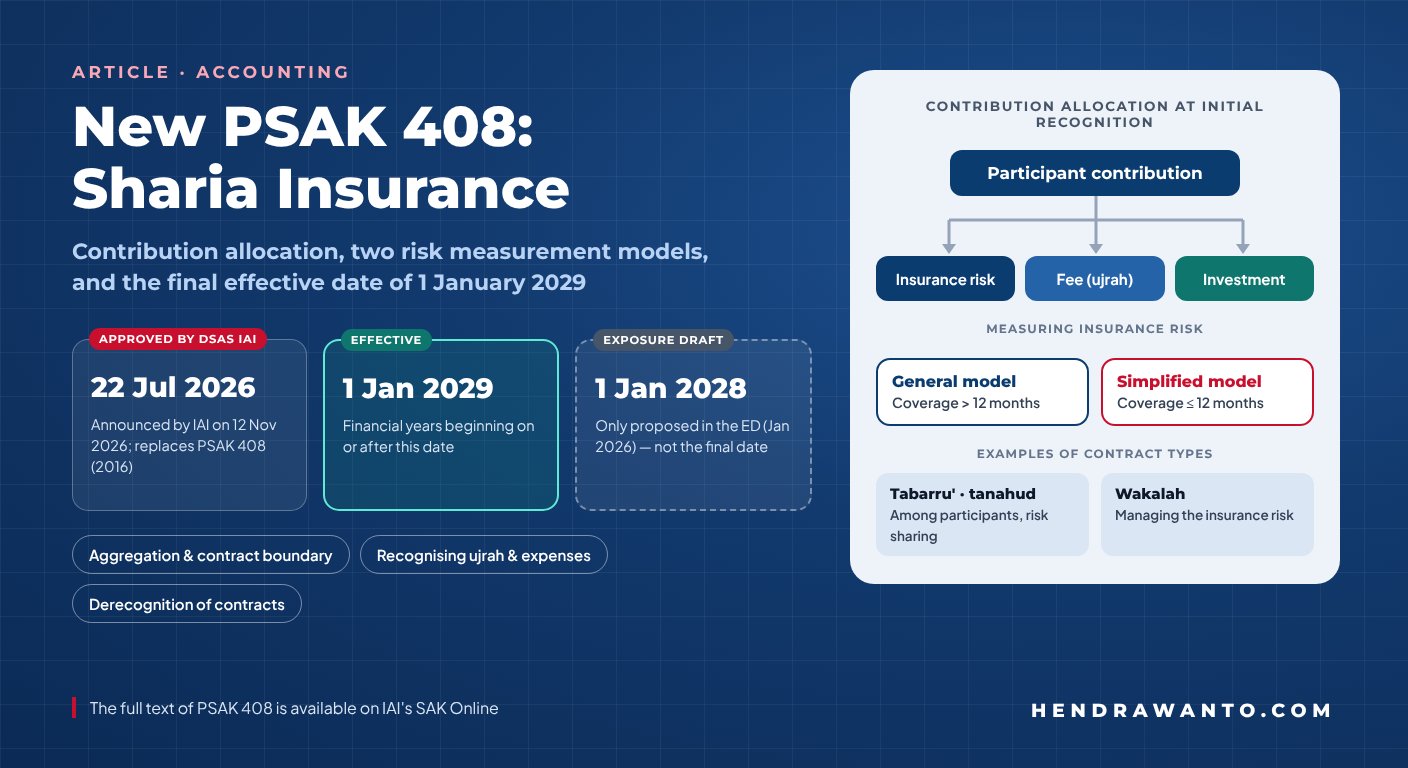 ARTICLE · ACCOUNTING
New PSAK 408:
Sharia Insurance
Contribution allocation, two risk measurement models,
and the final effective date of 1 January 2029
APPROVED BY DSAS IAI
22 Jul 2026
Announced by IAI on 12 Nov
2026; replaces PSAK 408
(2016)
EFFECTIVE
1 Jan 2029
Financial years beginning on
or after this date
EXPOSURE DRAFT
1 Jan 2028
Only proposed in the ED (Jan
2026) — not the final date
Aggregation & contract boundary
Recognising ujrah & expenses
Derecognition of contracts
The full text of PSAK 408 is available on IAI's SAK Online
CONTRIBUTION ALLOCATION AT INITIAL
RECOGNITION
Participant contribution
Insurance risk
Fee (ujrah)
Investment
MEASURING INSURANCE RISK
General model
Coverage > 12 months
Simplified model
Coverage ≤ 12 months
EXAMPLES OF CONTRACT TYPES
Tabarru' · tanahud
Among participants, risk
sharing
Wakalah
Managing the insurance risk
HENDRAWANTO.COM